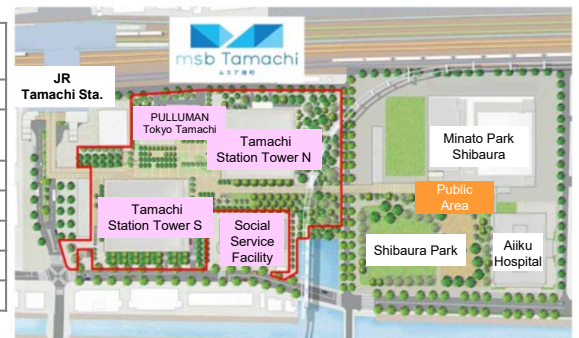 msb Tamachi
ムスブ田町
JR
Tamachi Sta.
PULLUMAN
Tokyo Tamachi
Tamachi
Station Tower N
Minato Park
Shibaura
Public
Area
Tamachi
Station Tower S
Social
Service
Facility
Shibaura Park
Aiiku
Hospital